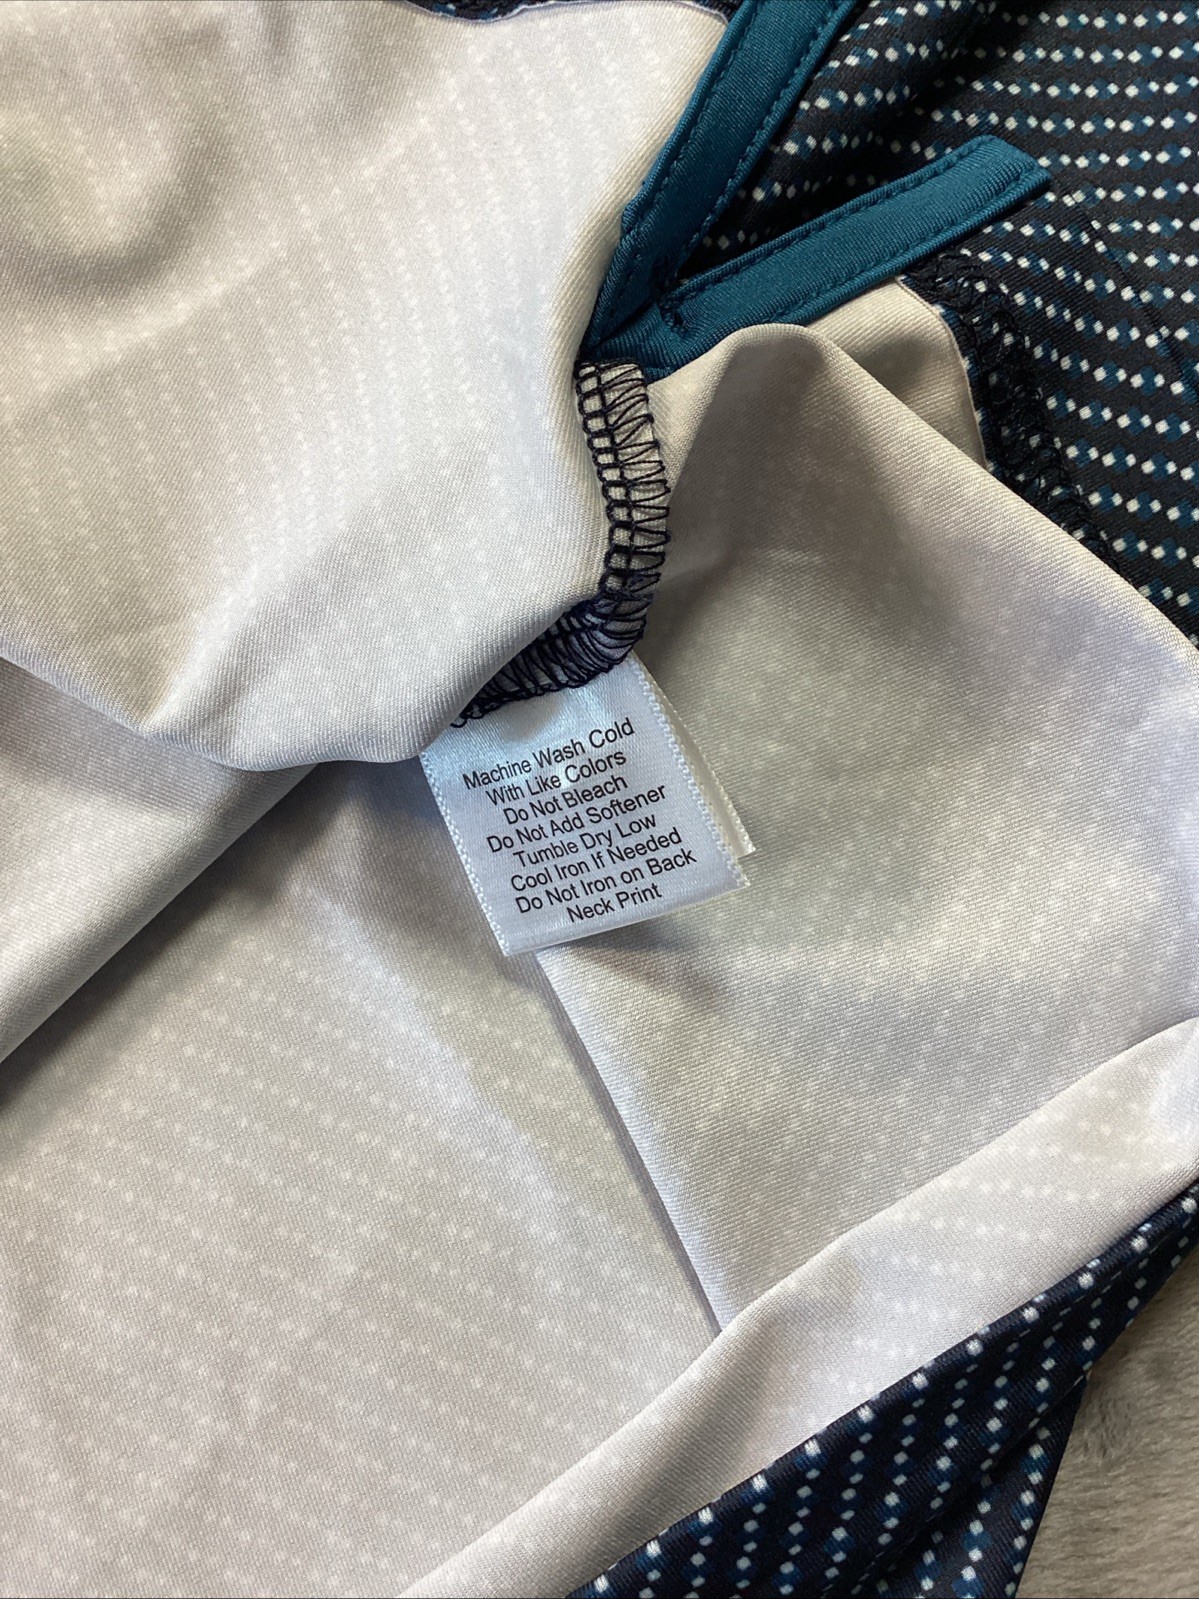 Machine Wash Cold
With Like Colors
Do Not Bleach
Do Not Add Softener
Tumble Dry Low
Cool Iron If Needed
Do Not Iron on Back
Neck Print